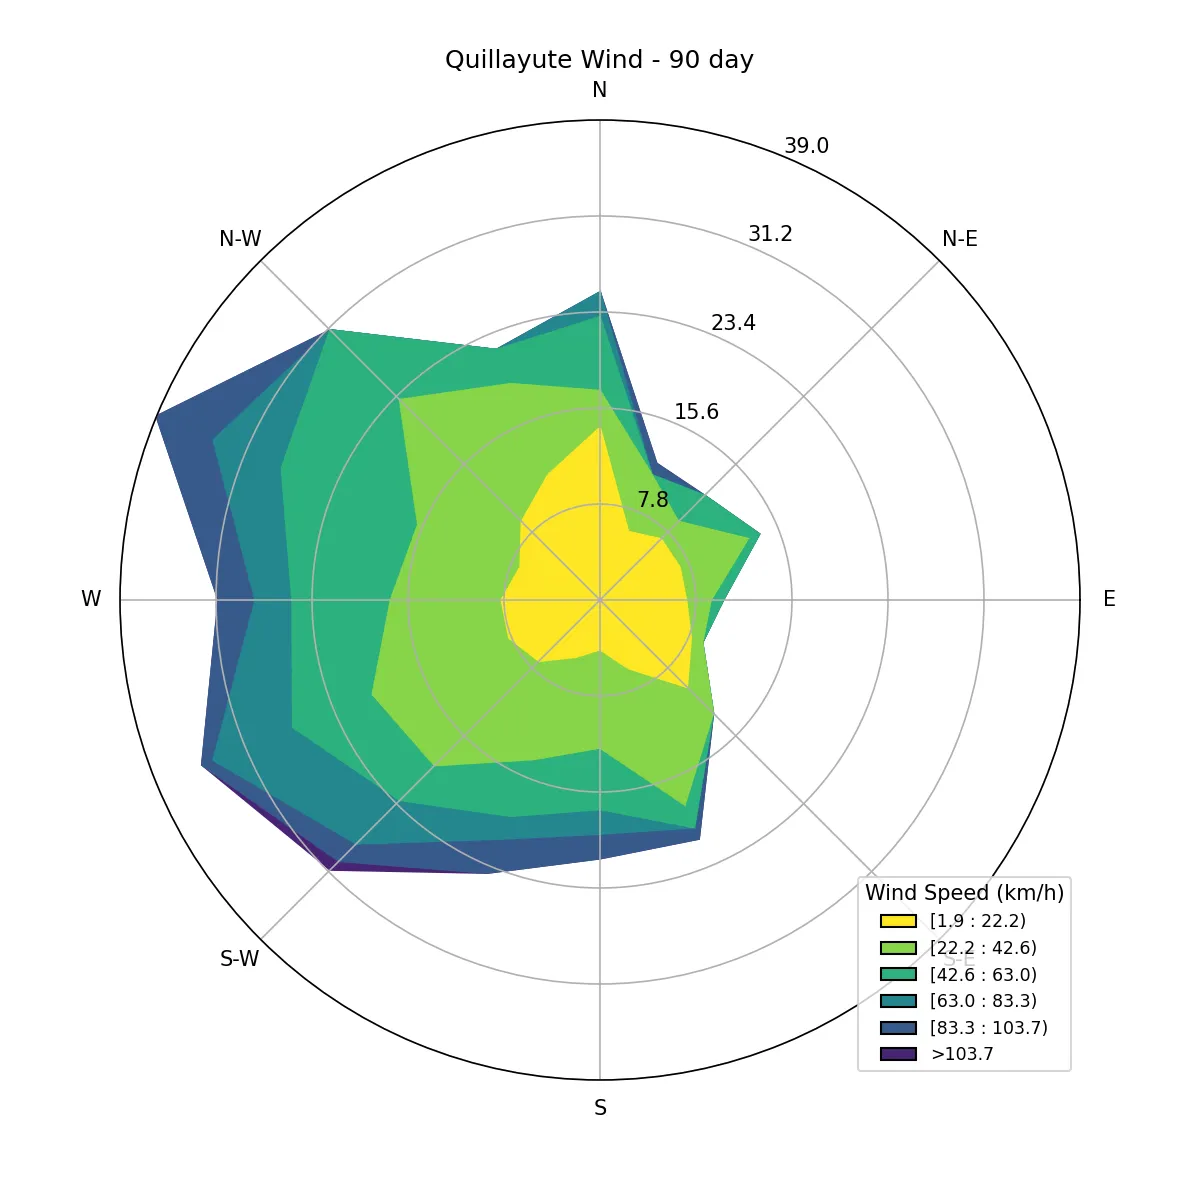 Quillayute Wind - 90 day
N
39.0
N-W
31.2
N-E
23.4
15.6
7.8
W
E
Wind Speed (km/h)
[1.9 : 22.2)
[22.2 : 42.6)
S-W
S-E
[42.6 : 63.0)
[63.0 : 83.3)
[83.3 : 103.7)
>103.7
S